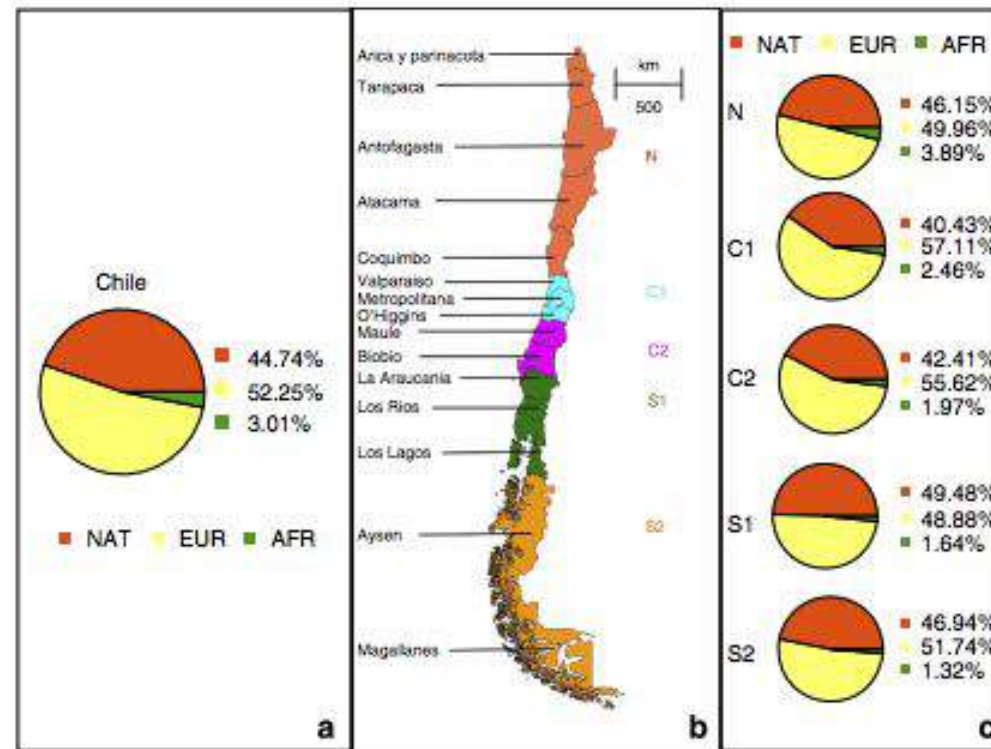 Chile
44.74%
52.25%
3.01%
NAT EUR AFR
a
Arica y parinacota
Tarapaca
Antofagasta
Atacama
Coquimbo
Valparaiso
Metropolitana
O'Higgins
Maule
Biobio
La Araucania
Los Rios
Los Lagos
Aysen
Magallanes
km
500
N
C1
C2
S1
S2
b
NAT EUR AFR
N
46.15%
49.96%
3.89%
C1
40.43%
57.11%
2.46%
C2
42.41%
55.62%
1.97%
S1
49.48%
48.88%
1.64%
S2
46.94%
51.74%
1.32%
c